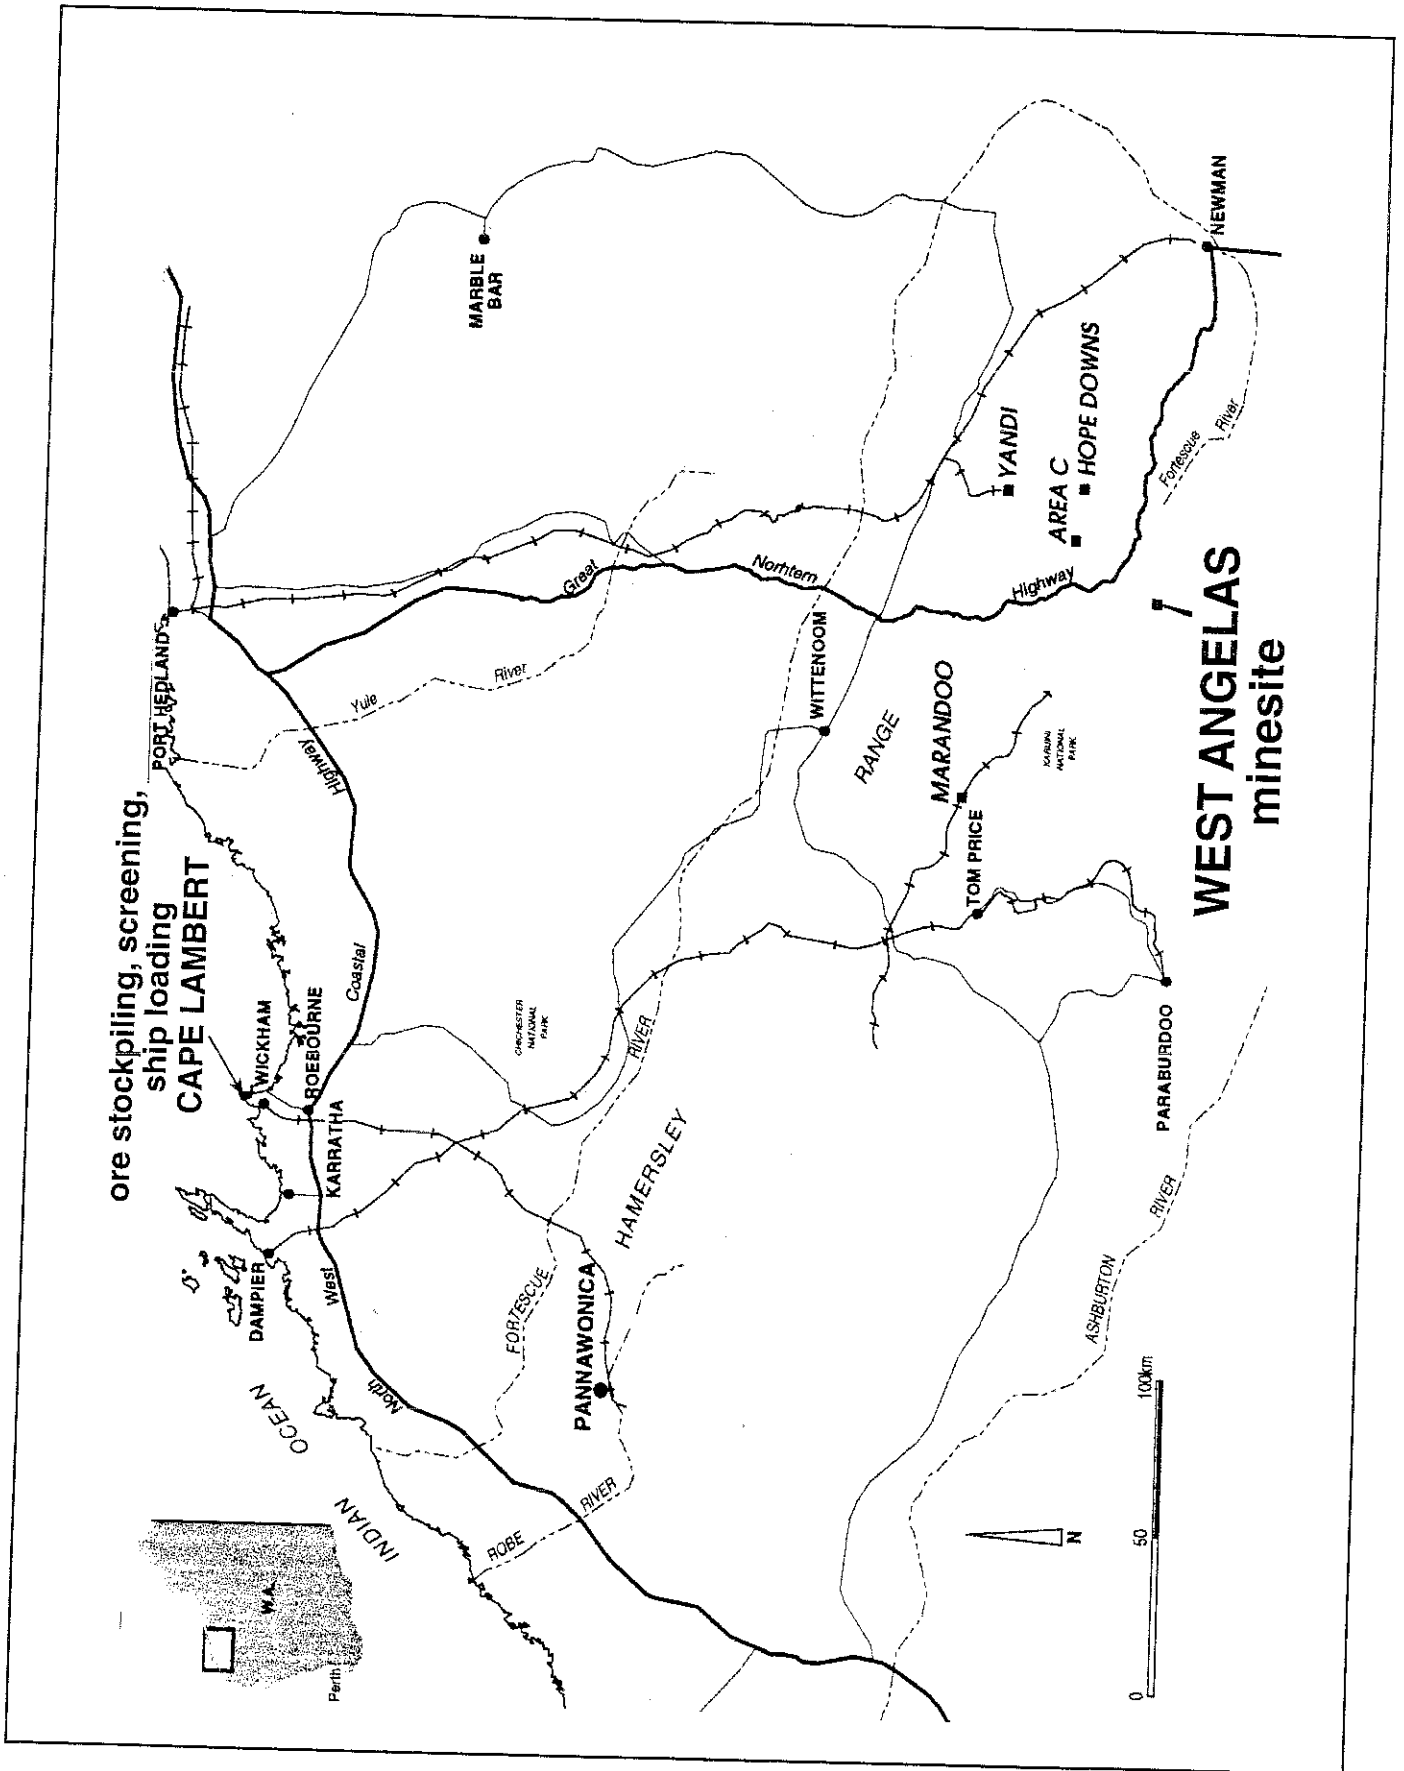 ore stockpiling, screening,
ship loading
CAPE LAMBERT
PORT HEDLAND
WICKHAM
ROEBOURNE
KARRATHA
DAMPIER
INDIAN
OCEAN
North
West
Coastal
Highway
Yule
River
Great
Norhtern
Highway
MARBLE
BAR
CHICHESTER
NATIONAL
PARK
FORTESCUE
RIVER
ROBE
RIVER
PANNAWONICA
HAMERSLEY
RANGE
WITTENOOM
MARANDOO
KARIJINI
NATIONAL
PARK
TOM PRICE
PARABURDOO
YANDI
AREA C
HOPE DOWNS
NEWMAN
Fortescue
River
WEST ANGELAS
minesite
ASHBURTON
RIVER
W.A.
Perth
N
0
50
100km